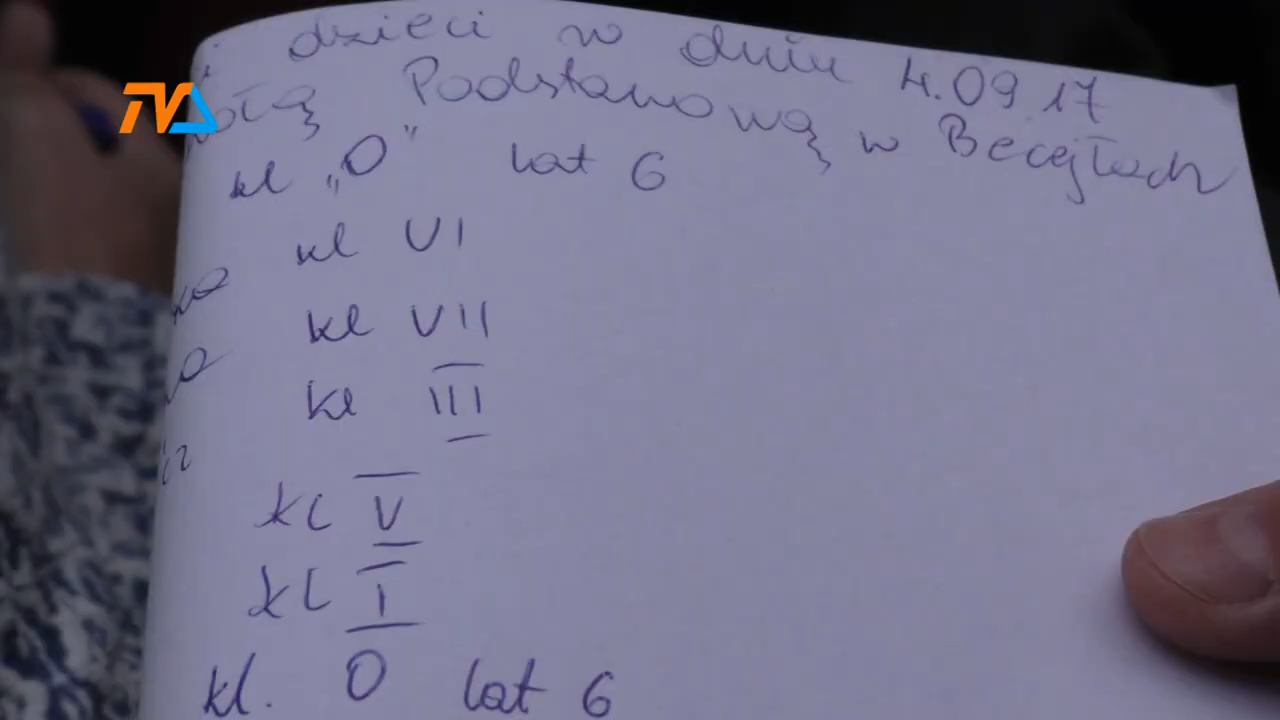 i dzieci w dniu 4.09.17
Podstawową w Becejłach
kl „0” lat 6
kl VI
kl VII
kl III
kl V
kl I
kl. 0 lat 6
TVA